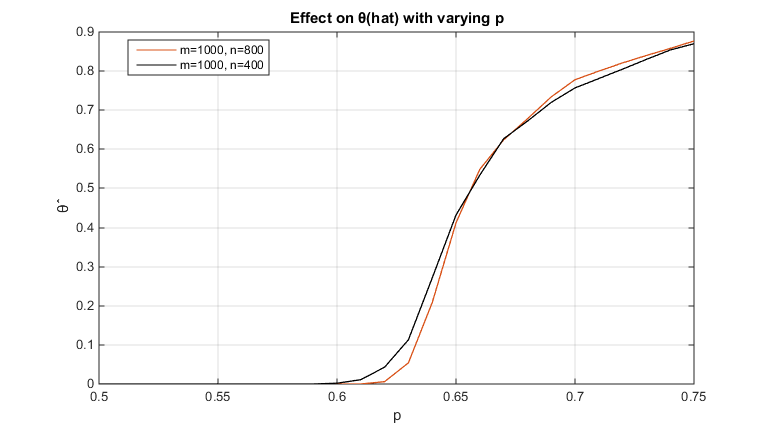 Effect on θ(hat) with varying p
m=1000, n=800
m=1000, n=400
0.9
0.8
0.7
0.6
0.5
0.4
0.3
0.2
0.1
0
θˆ
0.5 0.55 0.6 0.65 0.7 0.75
p